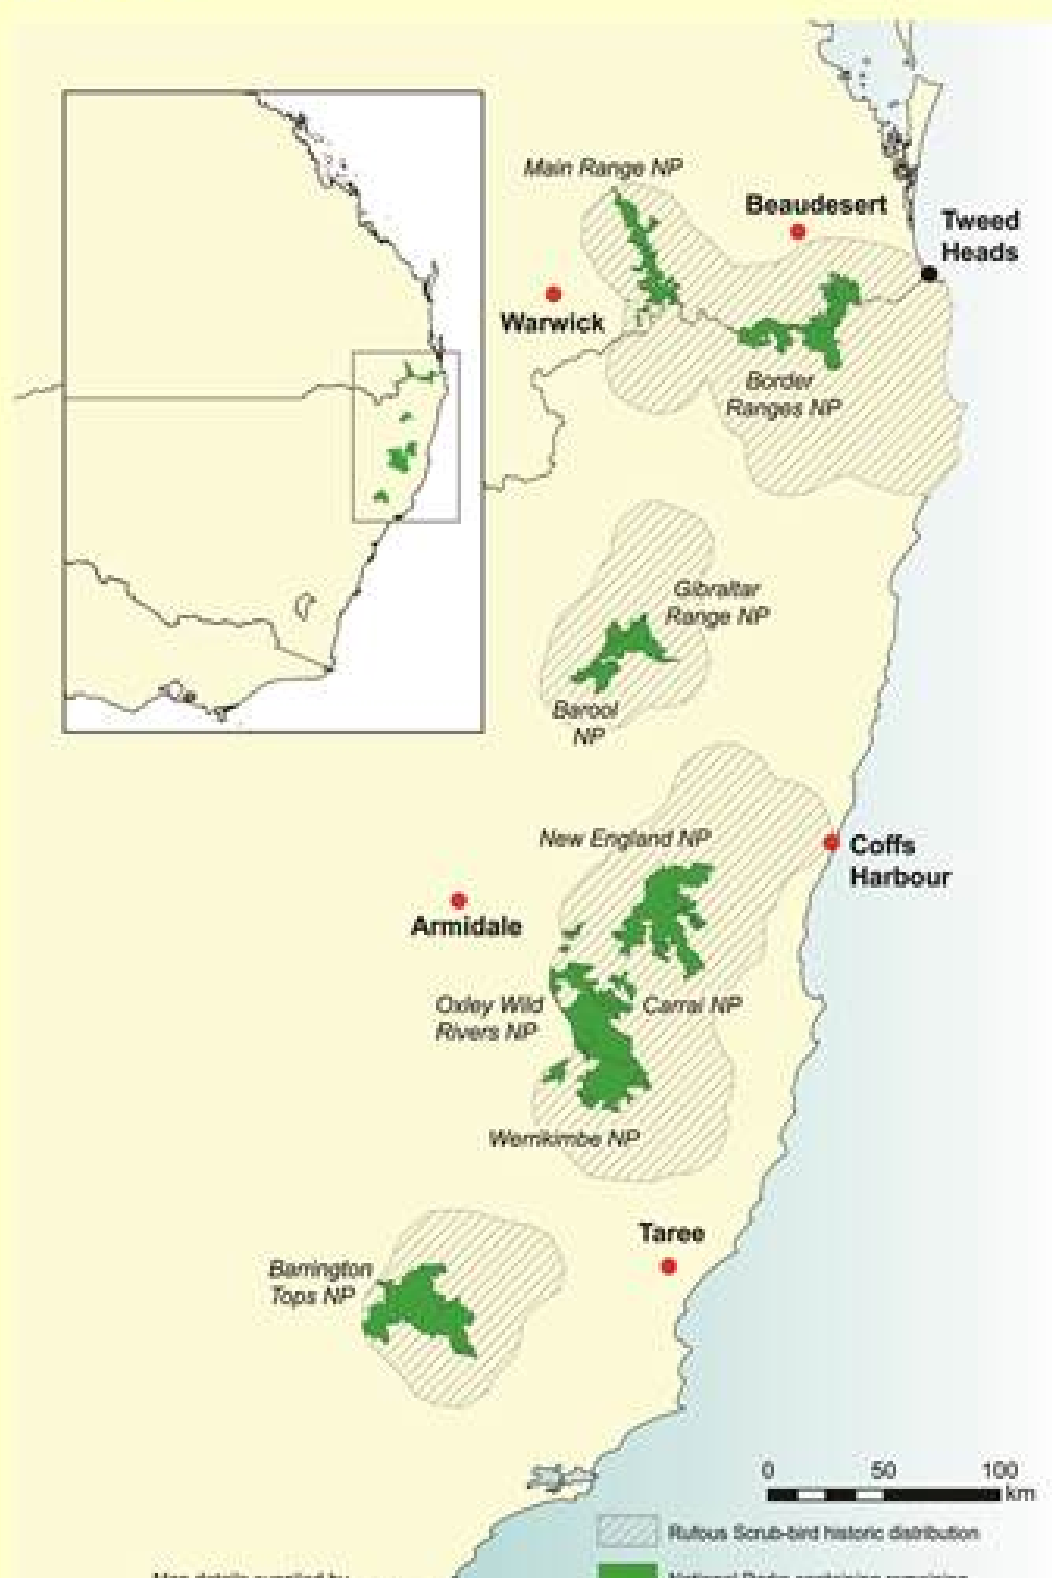 Main Range NP
Beaudesert
Tweed
Heads
Warwick
Border
Ranges NP
Gibraltar
Range NP
Barool
NP
New England NP
Coffs
Harbour
Armidale
Oxley Wild
Rivers NP
Carrai NP
Werrikimbe NP
Taree
Barrington
Tops NP
0 50 100
km
Rufous Scrub-bird historic distribution